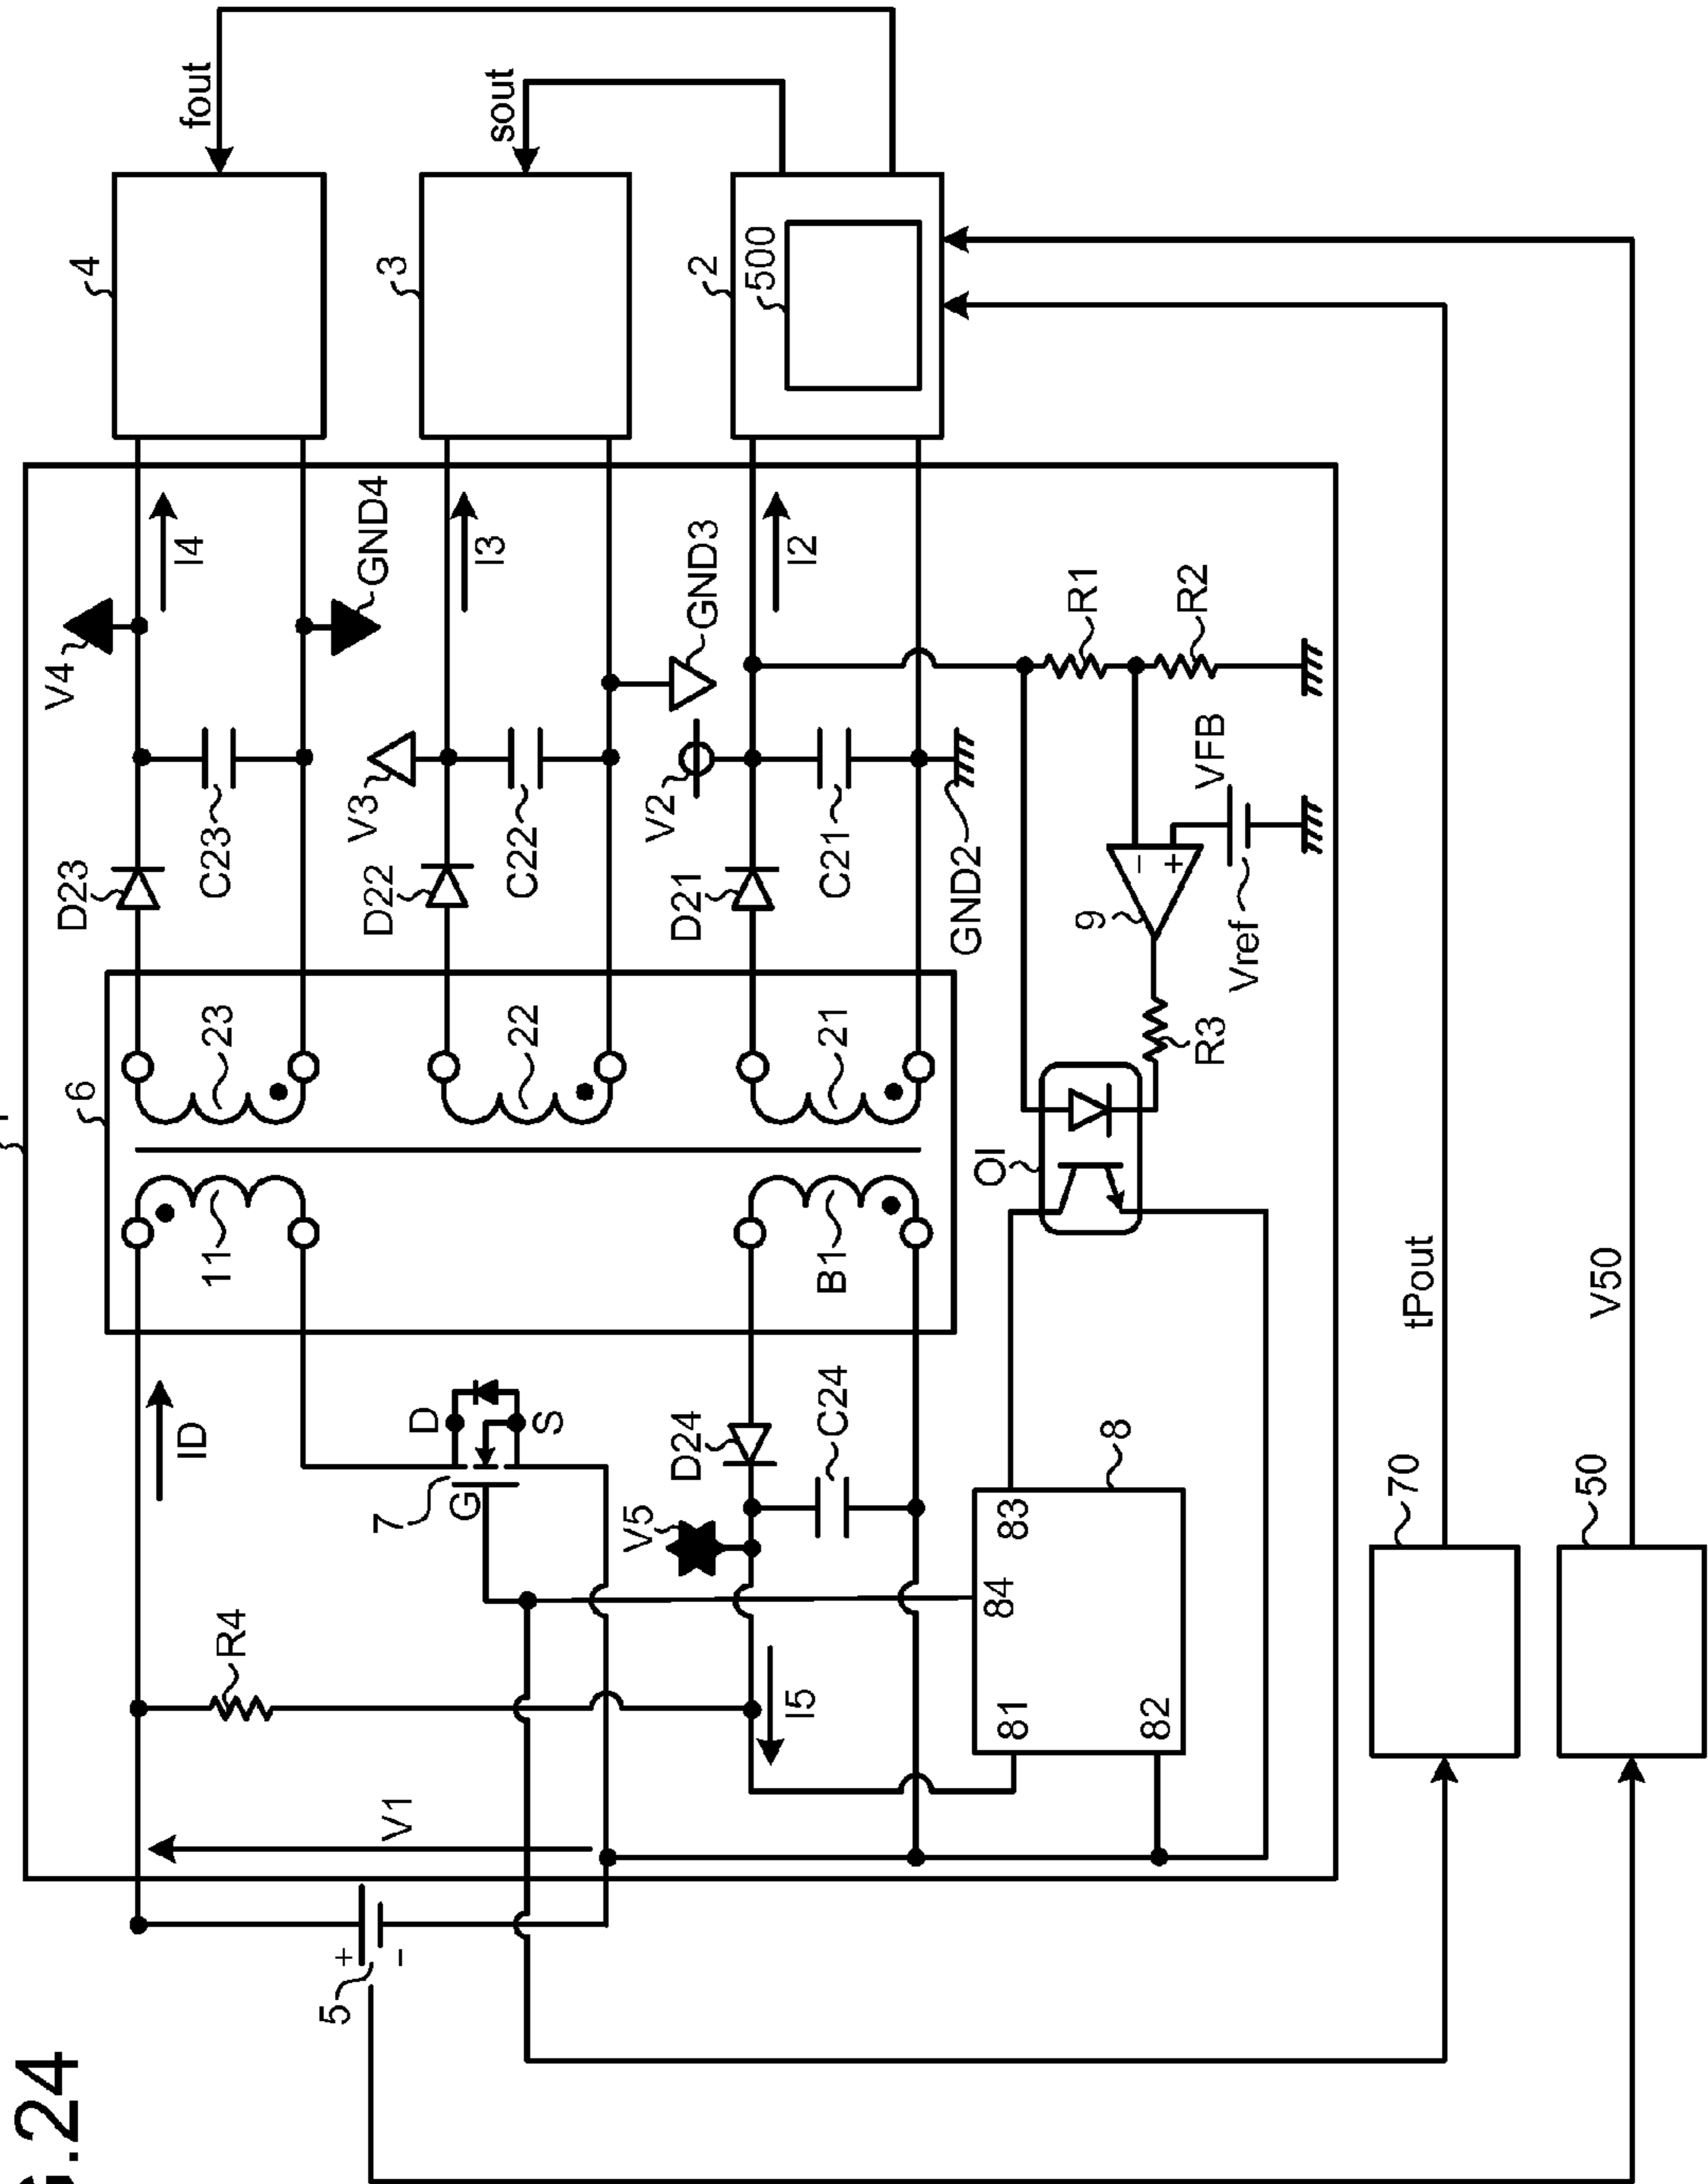 G.24
fout
sout
4
3
2
500
V4
I4
GND4
D23
C23
V3
I3
GND3
D22
C22
V2
I2
D21
C21
GND2
R1
R2
VFB
Vref
9
−
+
R3
OI
6
23
22
21
11
B1
ID
D
S
G
7
D24
C24
V5
R4
I5
8
83
84
81
82
V1
5
+
−
70
50
tPout
V50